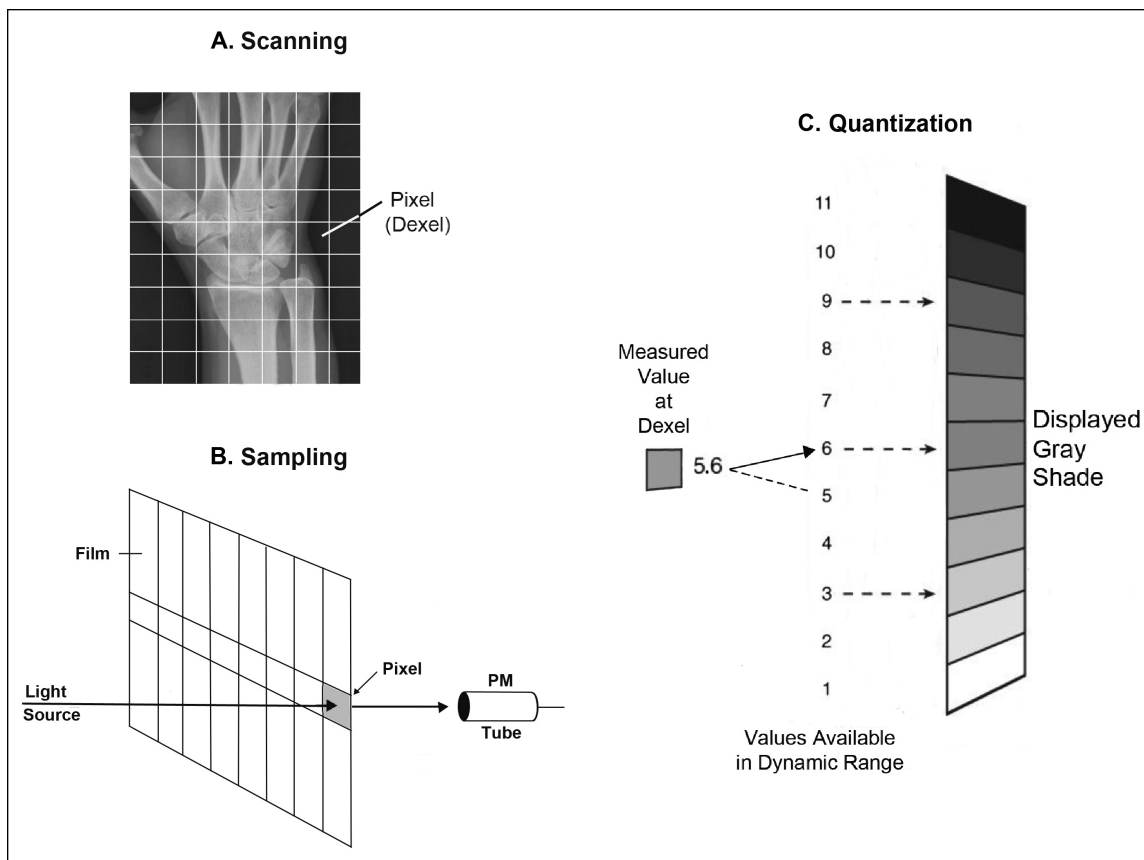 A. Scanning
Pixel
(Dexel)
B. Sampling
Film
Pixel
Light
Source
PM
Tube
C. Quantization
11
10
9
8
7
6
5
4
3
2
1
Measured
Value
at
Dexel
5.6
Displayed
Gray
Shade
Values Available
in Dynamic Range